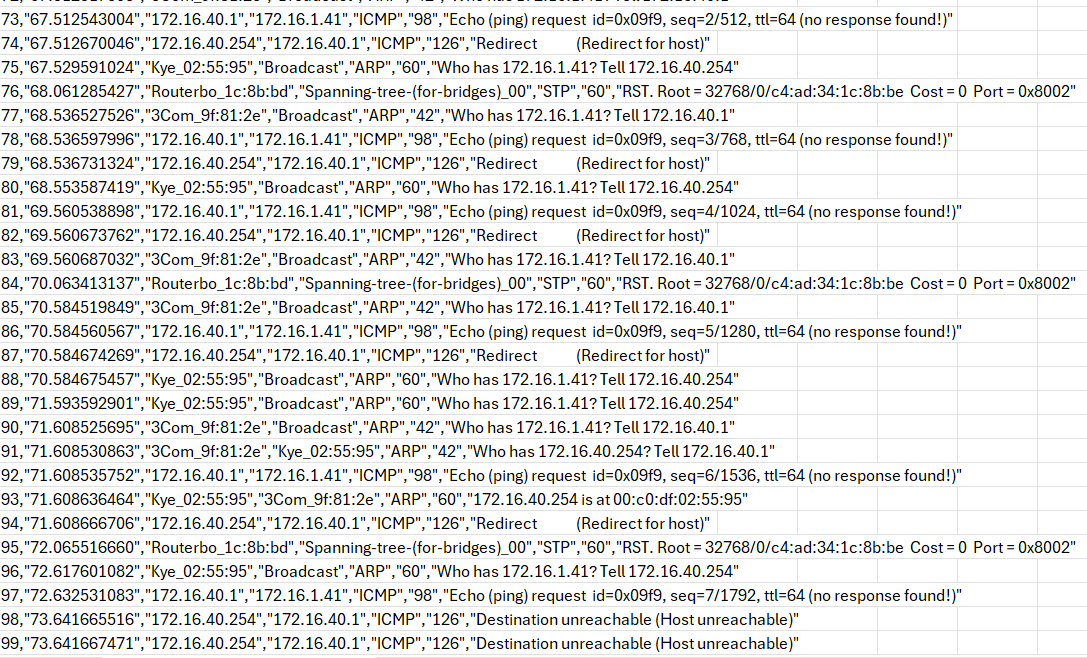 73,"67.512543004","172.16.40.1","172.16.1.41","ICMP","98","Echo (ping) request id=0x09f9, seq=2/512, ttl=64 (no response found!)"
74,"67.512670046","172.16.40.254","172.16.40.1","ICMP","126","Redirect (Redirect for host)"
75,"67.529591024","Kye_02:55:95","Broadcast","ARP","60","Who has 172.16.1.41? Tell 172.16.40.254"
76,"68.061285427","Routerbo_1c:8b:bd","Spanning-tree-(for-bridges)_00","STP","60","RST. Root = 32768/0/c4:ad:34:1c:8b:be Cost = 0 Port = 0x8002"
77,"68.536527526","3Com_9f:81:2e","Broadcast","ARP","42","Who has 172.16.1.41? Tell 172.16.40.1"
78,"68.536597996","172.16.40.1","172.16.1.41","ICMP","98","Echo (ping) request id=0x09f9, seq=3/768, ttl=64 (no response found!)"
79,"68.536731324","172.16.40.254","172.16.40.1","ICMP","126","Redirect (Redirect for host)"
80,"68.553587419","Kye_02:55:95","Broadcast","ARP","60","Who has 172.16.1.41? Tell 172.16.40.254"
81,"69.560538898","172.16.40.1","172.16.1.41","ICMP","98","Echo (ping) request id=0x09f9, seq=4/1024, ttl=64 (no response found!)"
82,"69.560673762","172.16.40.254","172.16.40.1","ICMP","126","Redirect (Redirect for host)"
83,"69.560687032","3Com_9f:81:2e","Broadcast","ARP","42","Who has 172.16.1.41? Tell 172.16.40.1"
84,"70.063413137","Routerbo_1c:8b:bd","Spanning-tree-(for-bridges)_00","STP","60","RST. Root = 32768/0/c4:ad:34:1c:8b:be Cost = 0 Port = 0x8002"
85,"70.584519849","3Com_9f:81:2e","Broadcast","ARP","42","Who has 172.16.1.41? Tell 172.16.40.1"
86,"70.584560567","172.16.40.1","172.16.1.41","ICMP","98","Echo (ping) request id=0x09f9, seq=5/1280, ttl=64 (no response found!)"
87,"70.584674269","172.16.40.254","172.16.40.1","ICMP","126","Redirect (Redirect for host)"
88,"70.584675457","Kye_02:55:95","Broadcast","ARP","60","Who has 172.16.1.41? Tell 172.16.40.254"
89,"71.593592901","Kye_02:55:95","Broadcast","ARP","60","Who has 172.16.1.41? Tell 172.16.40.254"
90,"71.608525695","3Com_9f:81:2e","Broadcast","ARP","42","Who has 172.16.1.41? Tell 172.16.40.1"
91,"71.608530863","3Com_9f:81:2e","Kye_02:55:95","ARP","42","Who has 172.16.40.254? Tell 172.16.40.1"
92,"71.608535752","172.16.40.1","172.16.1.41","ICMP","98","Echo (ping) request id=0x09f9, seq=6/1536, ttl=64 (no response found!)"
93,"71.608636464","Kye_02:55:95","3Com_9f:81:2e","ARP","60","172.16.40.254 is at 00:c0:df:02:55:95"
94,"71.608666706","172.16.40.254","172.16.40.1","ICMP","126","Redirect (Redirect for host)"
95,"72.065516660","Routerbo_1c:8b:bd","Spanning-tree-(for-bridges)_00","STP","60","RST. Root = 32768/0/c4:ad:34:1c:8b:be Cost = 0 Port = 0x8002"
96,"72.617601082","Kye_02:55:95","Broadcast","ARP","60","Who has 172.16.1.41? Tell 172.16.40.254"
97,"72.632531083","172.16.40.1","172.16.1.41","ICMP","98","Echo (ping) request id=0x09f9, seq=7/1792, ttl=64 (no response found!)"
98,"73.641665516","172.16.40.254","172.16.40.1","ICMP","126","Destination unreachable (Host unreachable)"
99,"73.641667471","172.16.40.254","172.16.40.1","ICMP","126","Destination unreachable (Host unreachable)"